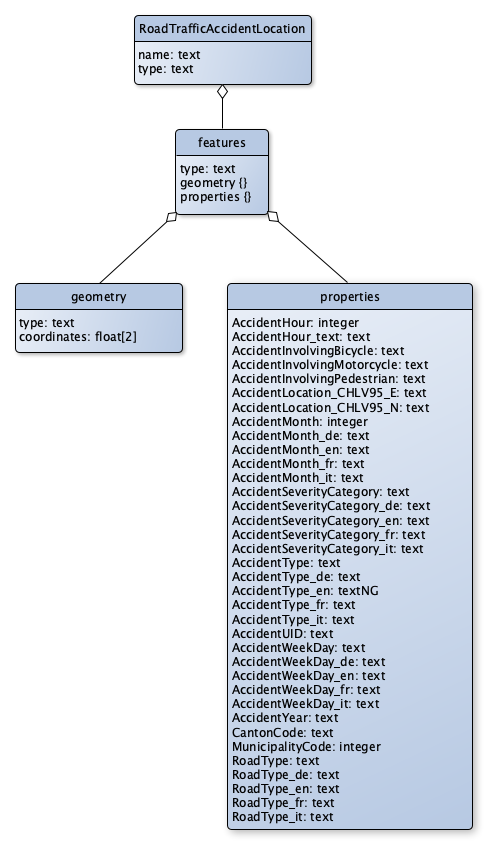 RoadTrafficAccidentLocation
name: text
type: text
features
type: text
geometry {}
properties {}
geometry
type: text
coordinates: float[2]
properties
AccidentHour: integer
AccidentHour_text: text
AccidentInvolvingBicycle: text
AccidentInvolvingMotorcycle: text
AccidentInvolvingPedestrian: text
AccidentLocation_CHLV95_E: text
AccidentLocation_CHLV95_N: text
AccidentMonth: integer
AccidentMonth_de: text
AccidentMonth_en: text
AccidentMonth_fr: text
AccidentMonth_it: text
AccidentSeverityCategory: text
AccidentSeverityCategory_de: text
AccidentSeverityCategory_en: text
AccidentSeverityCategory_fr: text
AccidentSeverityCategory_it: text
AccidentType: text
AccidentType_de: text
AccidentType_en: textNG
AccidentType_fr: text
AccidentType_it: text
AccidentUID: text
AccidentWeekDay: text
AccidentWeekDay_de: text
AccidentWeekDay_en: text
AccidentWeekDay_fr: text
AccidentWeekDay_it: text
AccidentYear: text
CantonCode: text
MunicipalityCode: integer
RoadType: text
RoadType_de: text
RoadType_en: text
RoadType_fr: text
RoadType_it: text